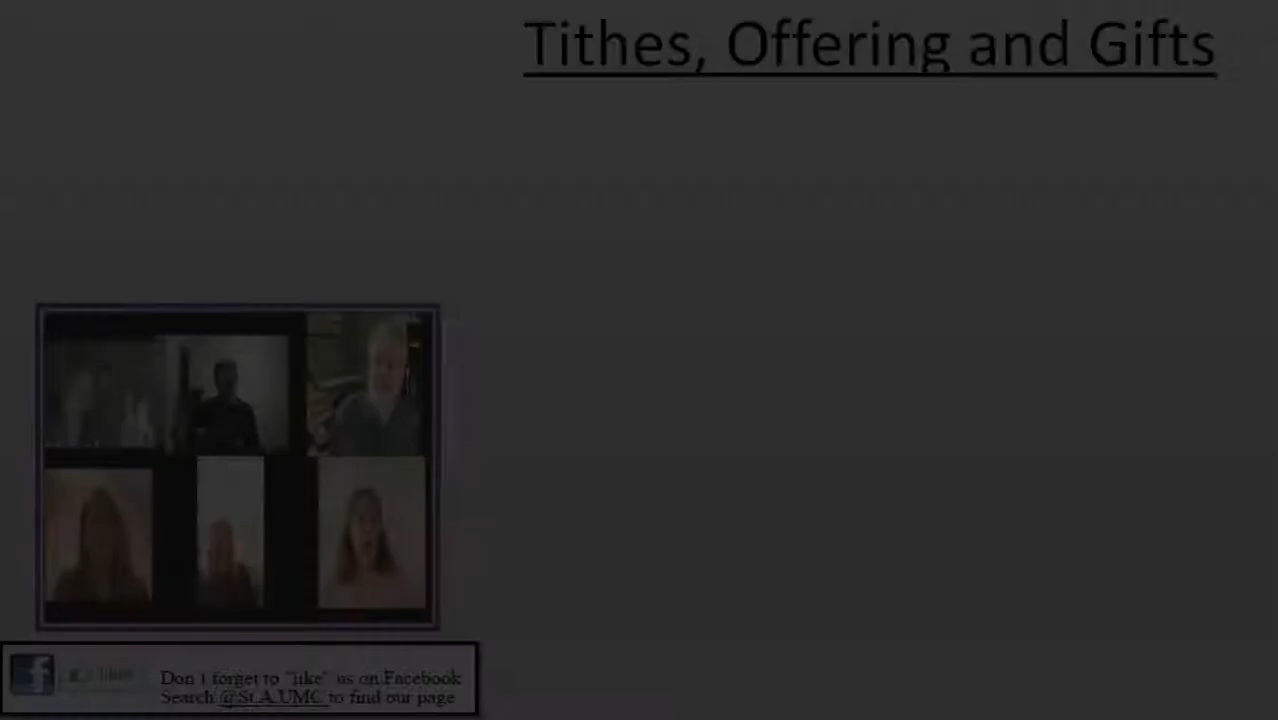 Tithes, Offering and Gifts
Don't forget to "like" us on Facebook
Search @St.A.UMC to find our page